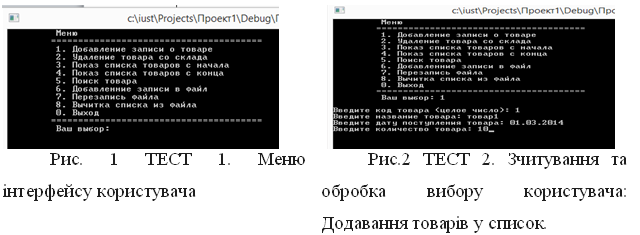 c:\iust\Projects\Проект1\Debug\П
Меню
1. Добавление записи о товаре
2. Удаление товара со склада
3. Показ списка товаров с начала
4. Показ списка товаров с конца
5. Поиск товара
6. Добавленние записи в файл
7. Перезапись файла
8. Вычитка списка из файла
0. Выход
Ваш выбор:
Рис. 1 ТЕСТ 1. Меню
інтерфейсу користувача
c:\iust\Projects\Проект1\Debug\Прo
Меню
1. Добавление записи о товаре
2. Удаление товара со склада
3. Показ списка товаров с начала
4. Показ списка товаров с конца
5. Поиск товара
6. Добавленние записи в файл
7. Перезапись файла
8. Вычитка списка из файла
0. Выход
Ваш выбор: 1
Введите код товара (целое число): 1
Введите название товара: товар1
Введите дату поступления товара: 01.03.2014
Введите количество товара: 10_
Рис.2 ТЕСТ 2. Зчитування та
обробка вибору користувача:
Додавання товарів у список.